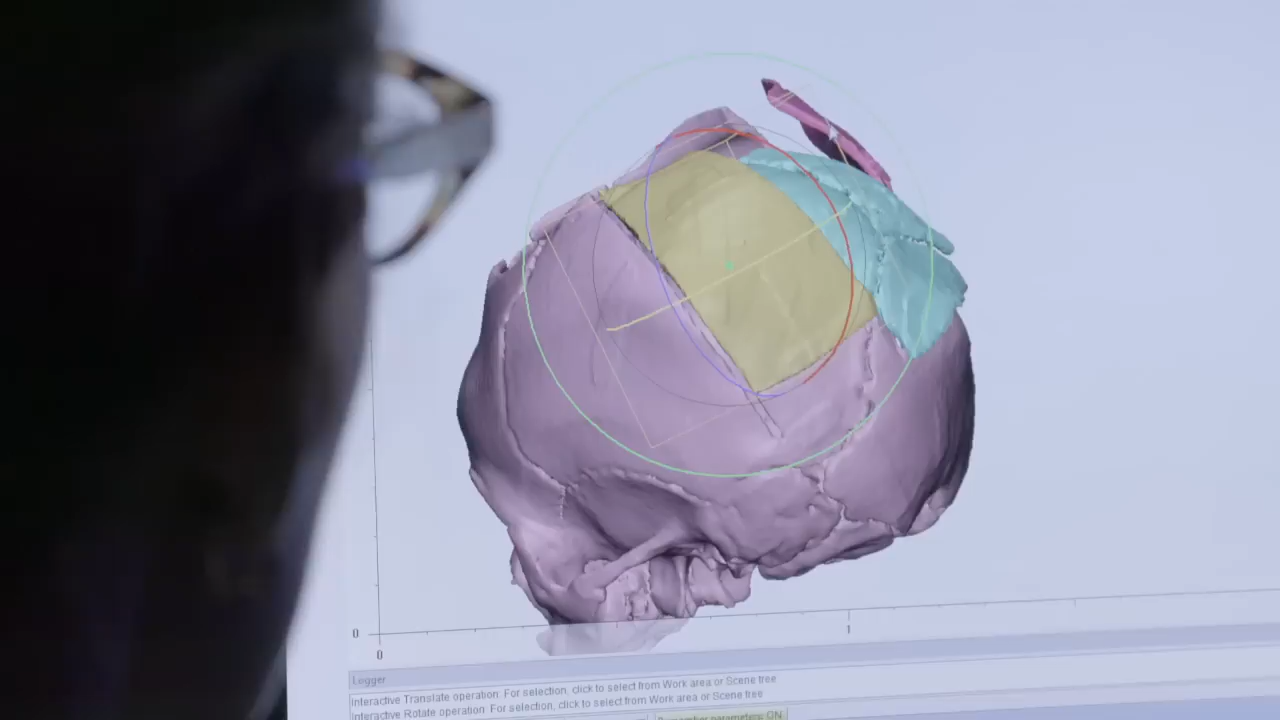 0
0
1
Logger
Interactive Translate operation: For selection, click to select from Work area or Scene tree
Interactive Rotate operation: For selection, click to select from Work area or Scene tree
parameters: ON